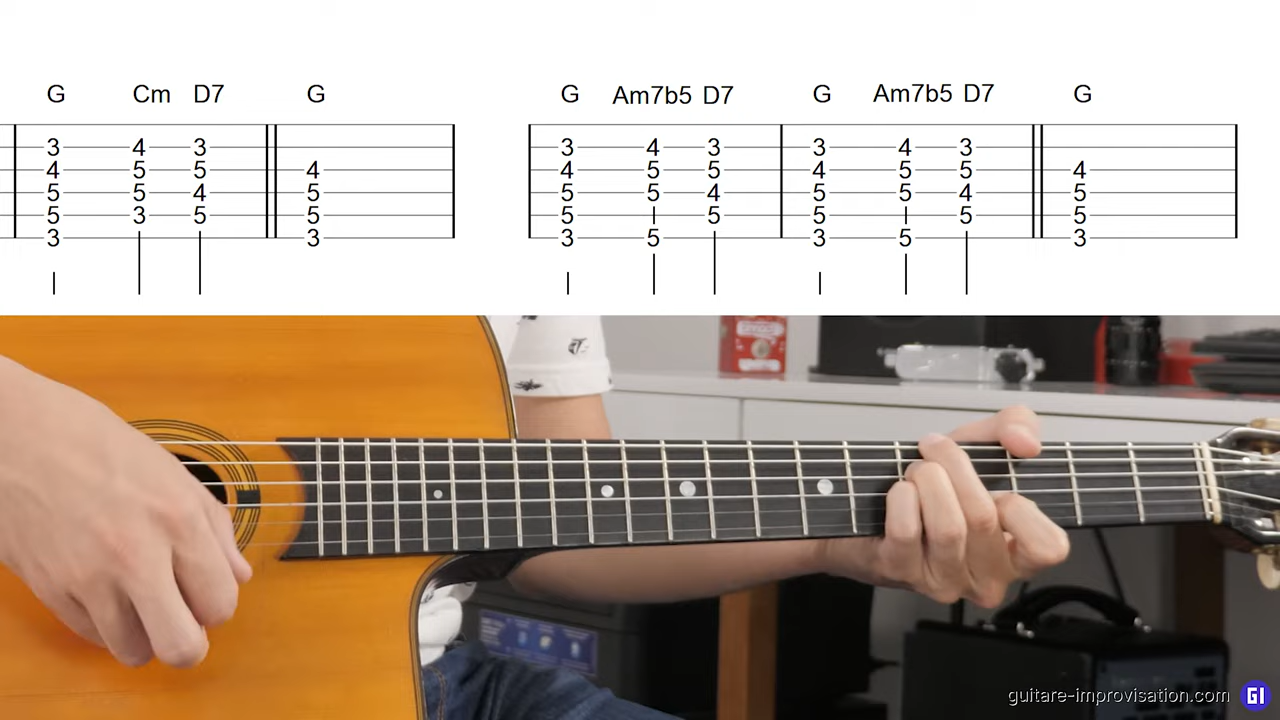 G Cm D7 G G Am7b5 D7 G Am7b5 D7 G
3 4 3 3 4 3 3 4 3
4 5 5 4 4 5 5 4 5 5 4
5 5 4 5 5 5 4 5 5 4 5
5 3 5 5 5 5 5 5 5
3 3 3 5 3 5 3
guitare-improvisation.com GI